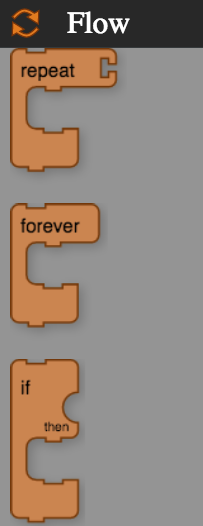 Flow
repeat
forever
if
then